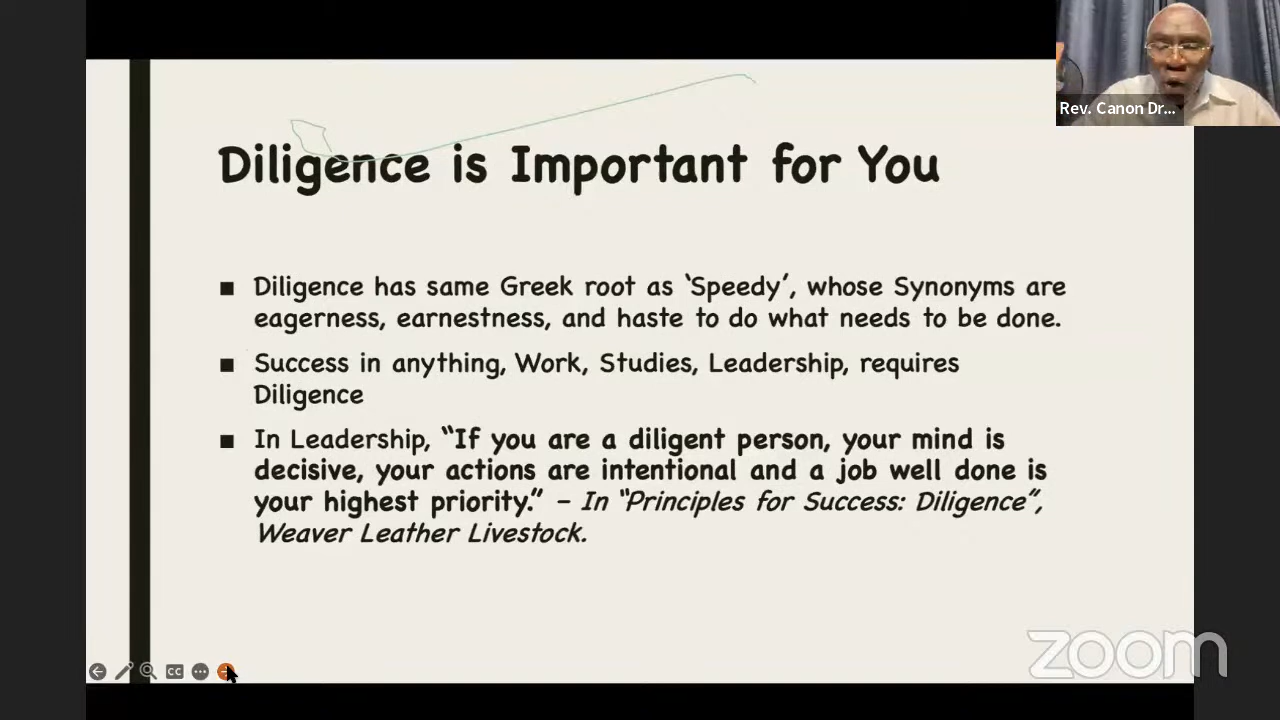 Rev. Canon Dr...
Diligence is Important for You
■ Diligence has same Greek root as ‘Speedy’, whose Synonyms are
eagerness, earnestness, and haste to do what needs to be done.
■ Success in anything, Work, Studies, Leadership, requires
Diligence
■ In Leadership, “If you are a diligent person, your mind is
decisive, your actions are intentional and a job well done is
your highest priority.” – In “Principles for Success: Diligence”,
Weaver Leather Livestock.
zoom
CC